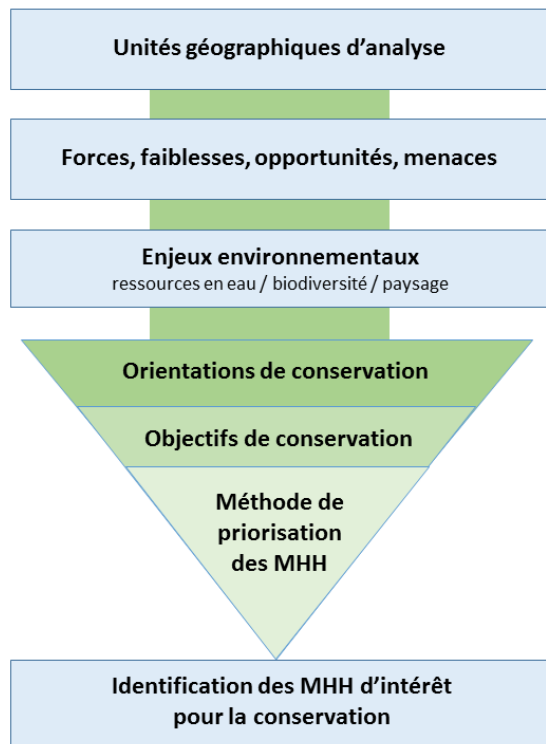 Unités géographiques d’analyse
Forces, faiblesses, opportunités, menaces
Enjeux environnementaux
ressources en eau / biodiversité / paysage
Orientations de conservation
Objectifs de conservation
Méthode de
priorisation
des MHH
Identification des MHH d’intérêt
pour la conservation